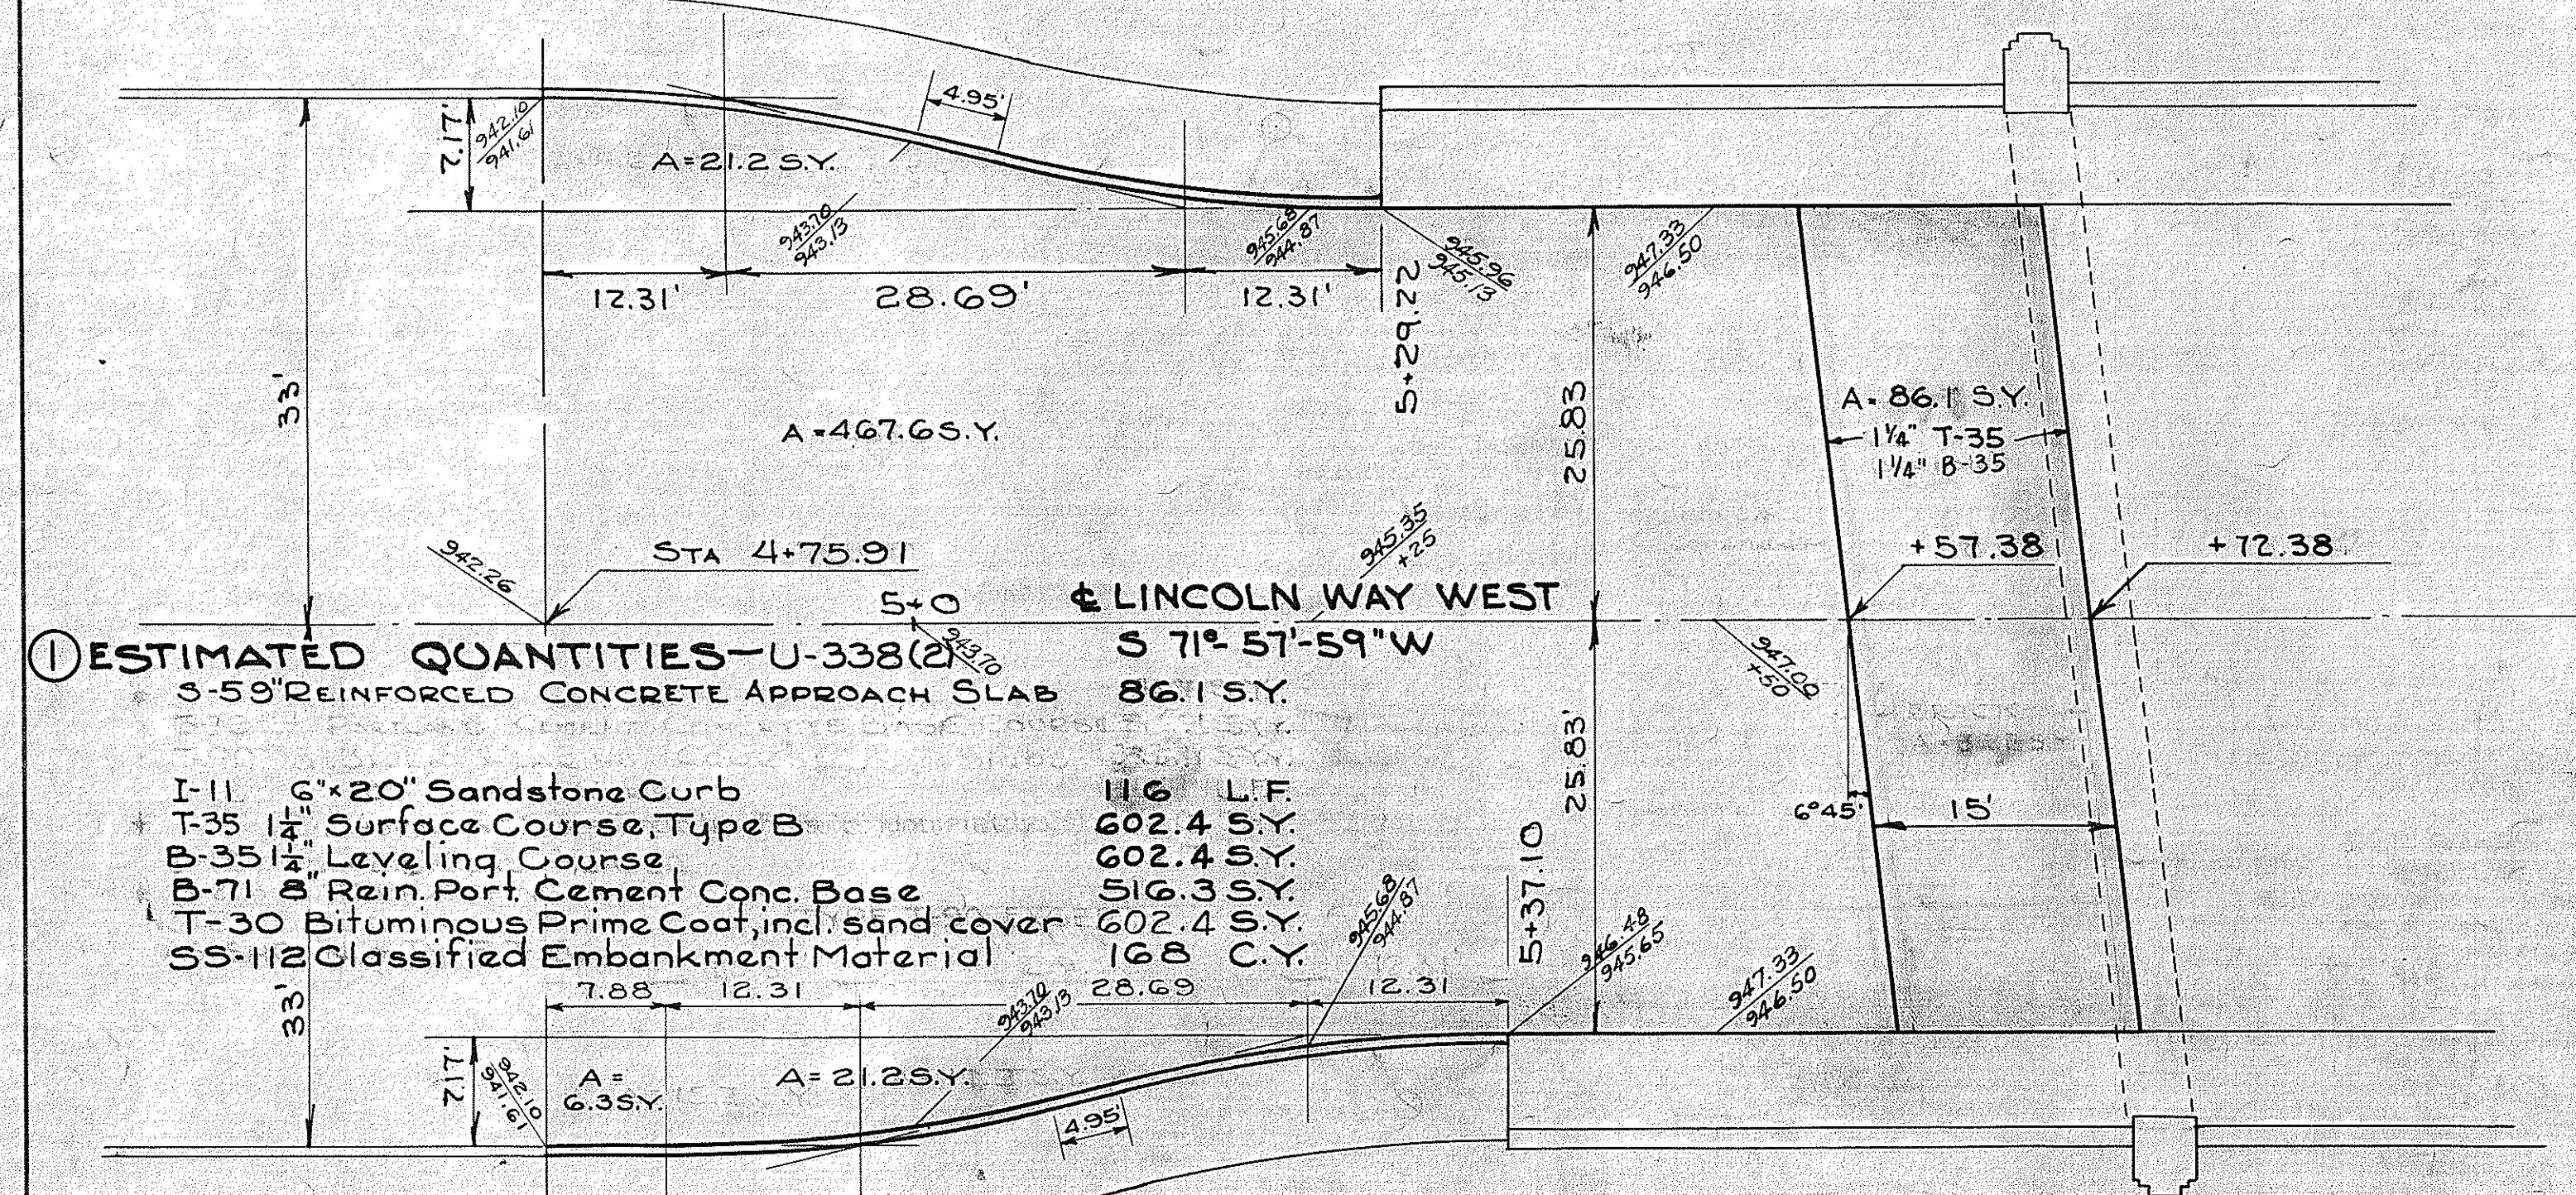 4.95'
7.17'
942.10
941.61
A=21.2 S.Y.
943.70
943.13
945.68
944.87
945.96
945.13
947.33
946.50
12.31'
28.69'
12.31'
5+29.22
33'
25.83
A=467.6 S.Y.
A= 86.1 S.Y.
1 1/4" T-35
1 1/4" B-35
942.26
STA 4+75.91
945.35
+25
+57.38
+72.38
5+0
℄ LINCOLN WAY WEST
S 71°-57'-59"W
943.70
947.00
+50
① ESTIMATED QUANTITIES—U-338(2)
S-59"REINFORCED CONCRETE APPROACH SLAB 86.1 S.Y.
I-11 6"x20" Sandstone Curb 116 L.F.
T-35 1 1/4" Surface Course, Type B 602.4 S.Y.
B-35 1 1/4" Leveling Course 602.4 S.Y.
B-71 8" Rein. Port. Cement Conc. Base 516.3 S.Y.
T-30 Bituminous Prime Coat, incl. sand cover 602.4 S.Y.
SS-112 Classified Embankment Material 168 C.Y.
25.83'
6°45'
15'
5+37.10
945.68
944.87
946.48
945.65
947.33
946.50
33'
7.88
12.31
28.69
12.31
943.70
943.13
7.17'
942.10
941.61
A =
6.3 S.Y.
A= 21.2 S.Y.
4.95'